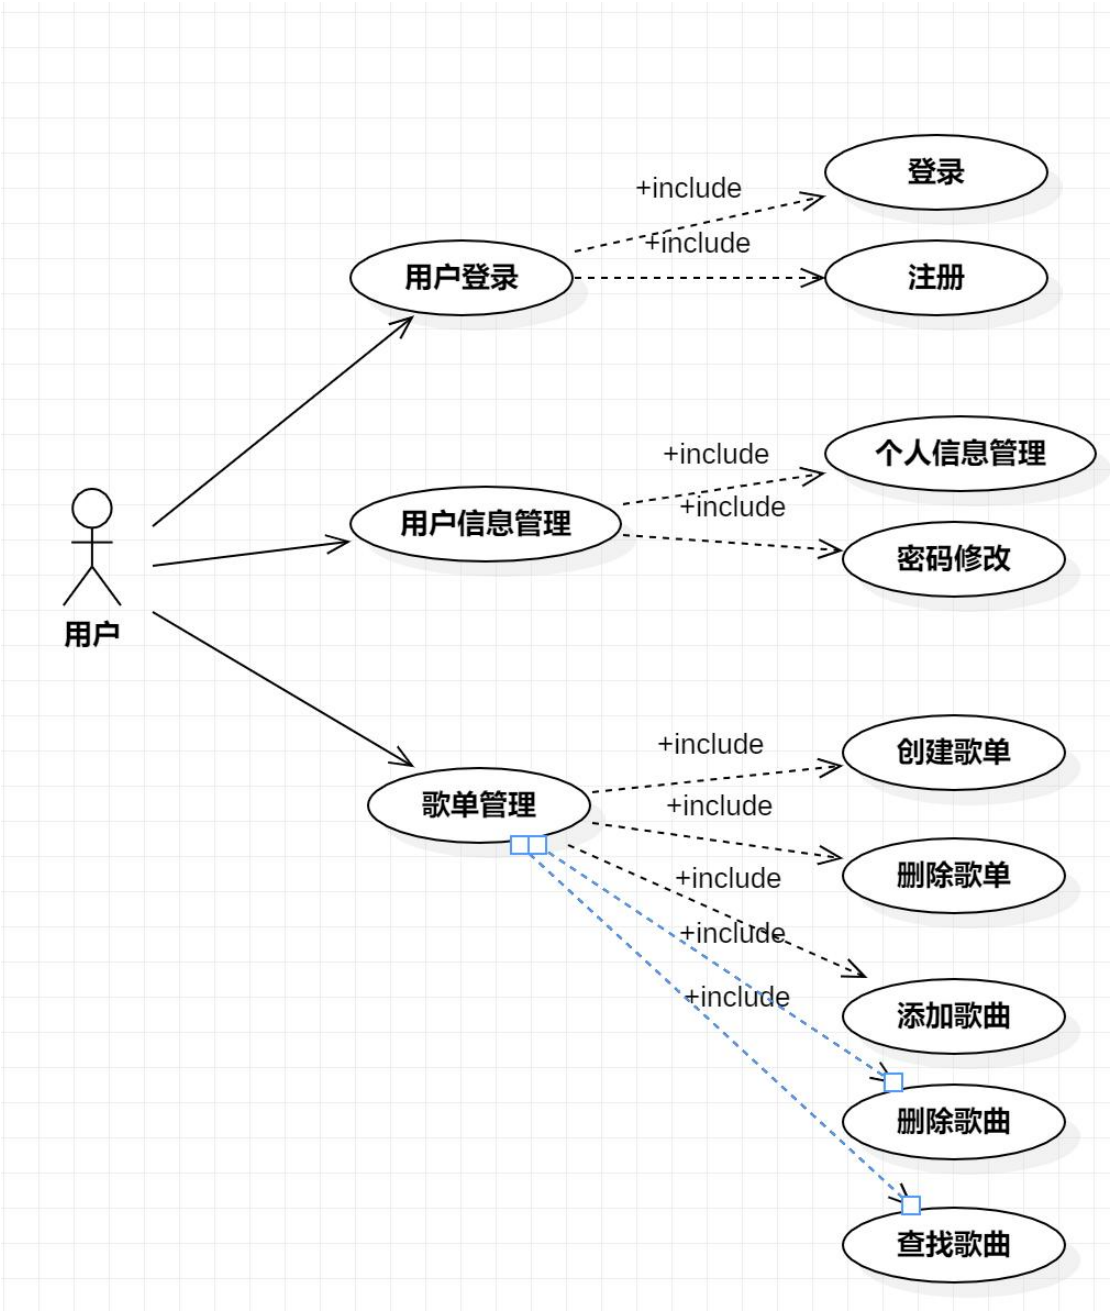 登录
+include
+include
用户登录
注册
+include
个人信息管理
+include
用户信息管理
密码修改
用户
+include
创建歌单
歌单管理
+include
删除歌单
+include
+include
+include
添加歌曲
删除歌曲
查找歌曲